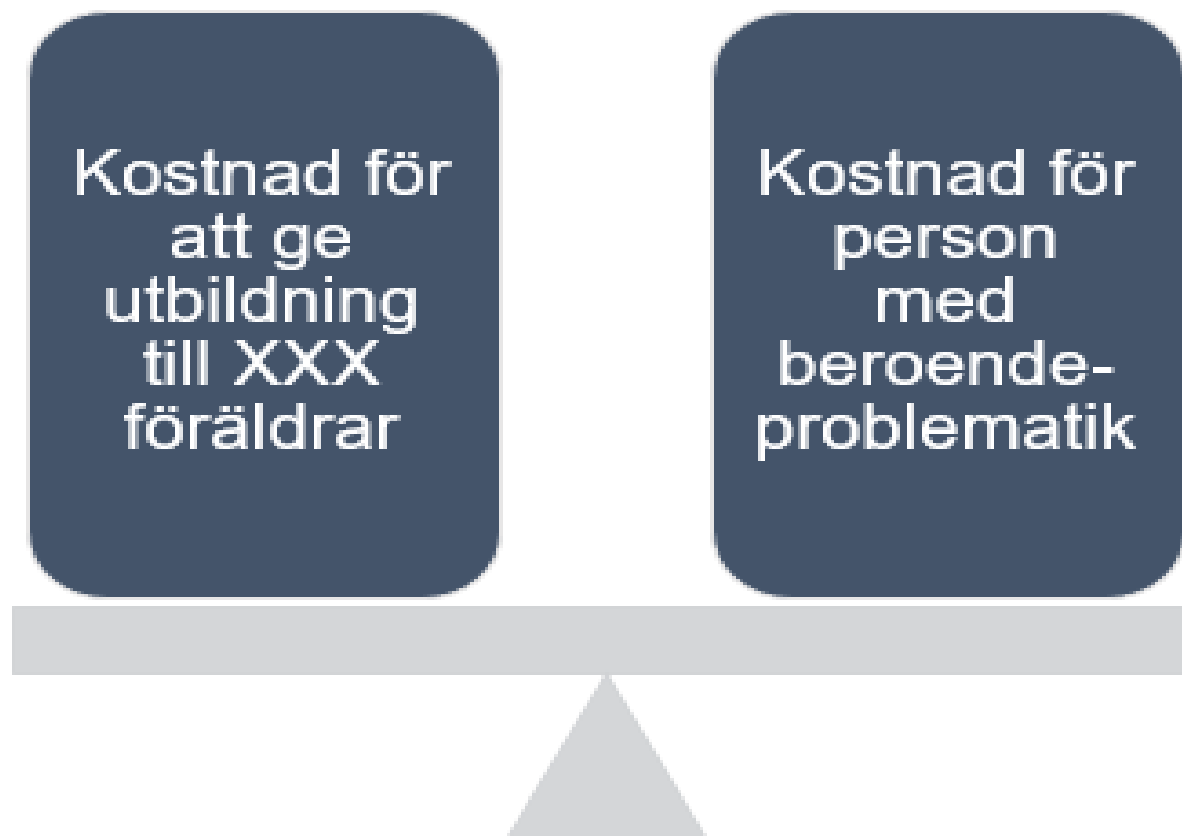 Kostnad för
att ge
utbildning
till XXX
föräldrar
Kostnad för
person
med
beroende-
problematik